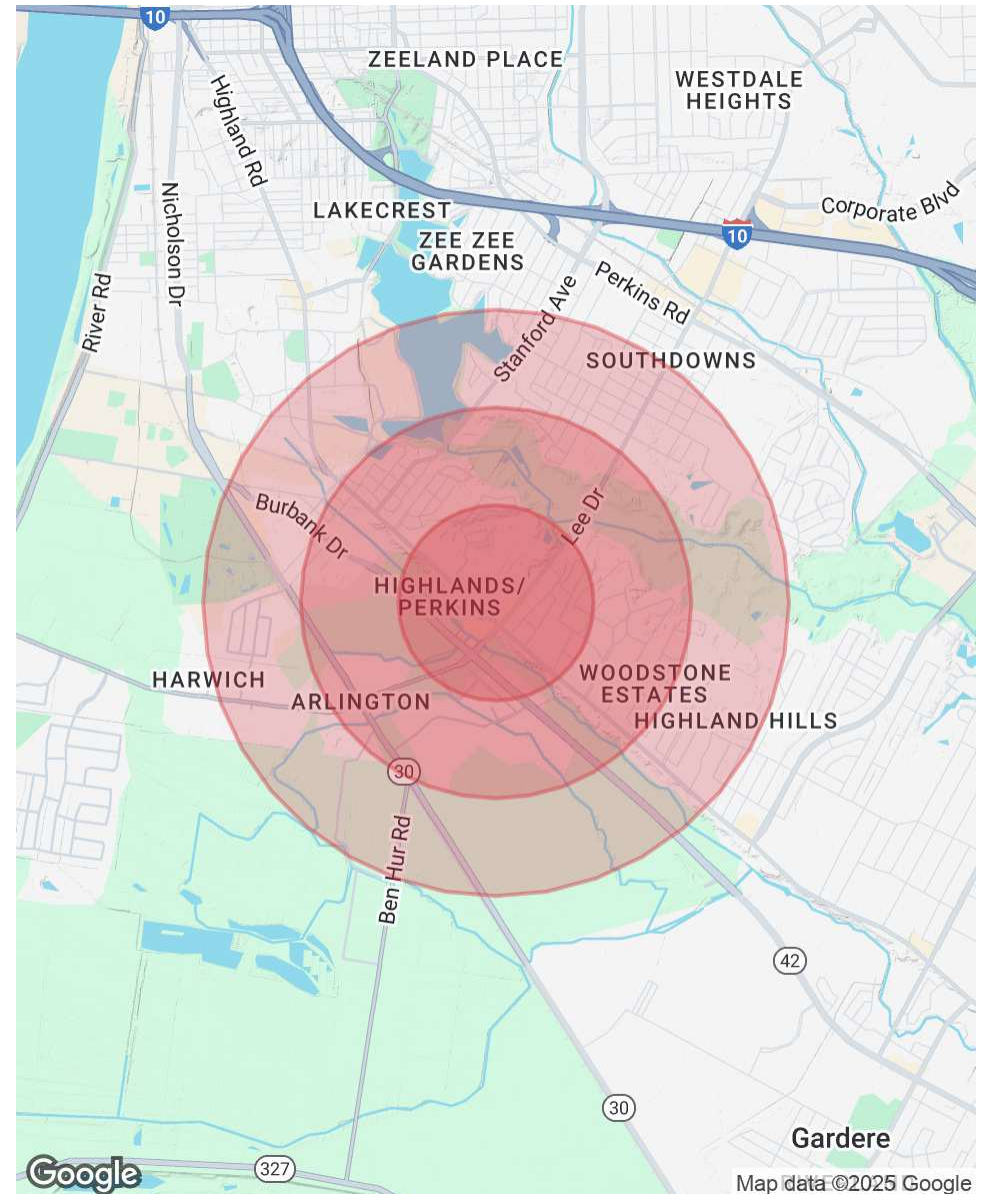 10
ZEELAND PLACE
WESTDALE
HEIGHTS
Highland Rd
Nicholson Dr
LAKECREST
Corporate Blvd
ZEE ZEE
GARDENS
10
River Rd
Perkins Rd
Stanford Ave
SOUTHDOWNS
Burbank Dr
Lee Dr
HIGHLANDS/
PERKINS
HARWICH
WOODSTONE
ESTATES
ARLINGTON
HIGHLAND HILLS
30
Ben Hur Rd
42
30
Gardere
327
Google
Map data ©2025 Google